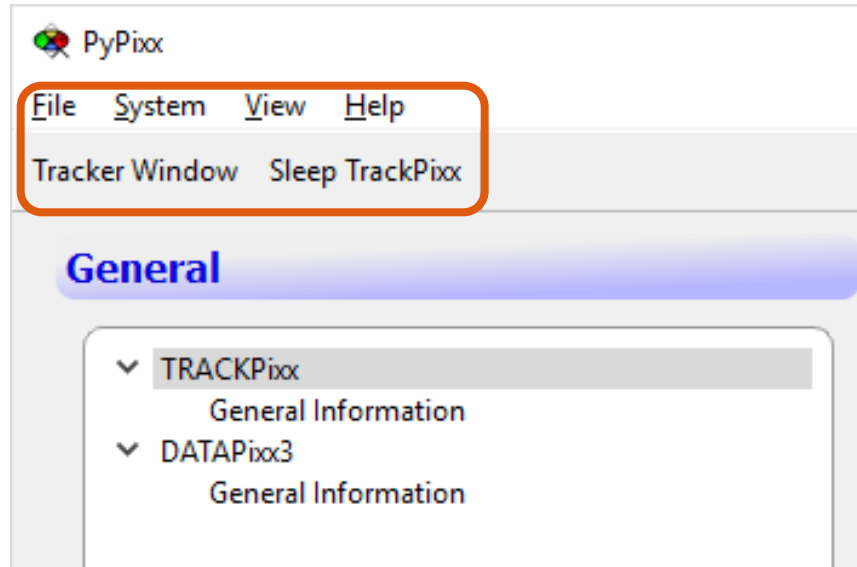 PyPixx
File System View Help
Tracker Window Sleep TrackPixx
General
TRACKPixx
General Information
DATAPixx3
General Information